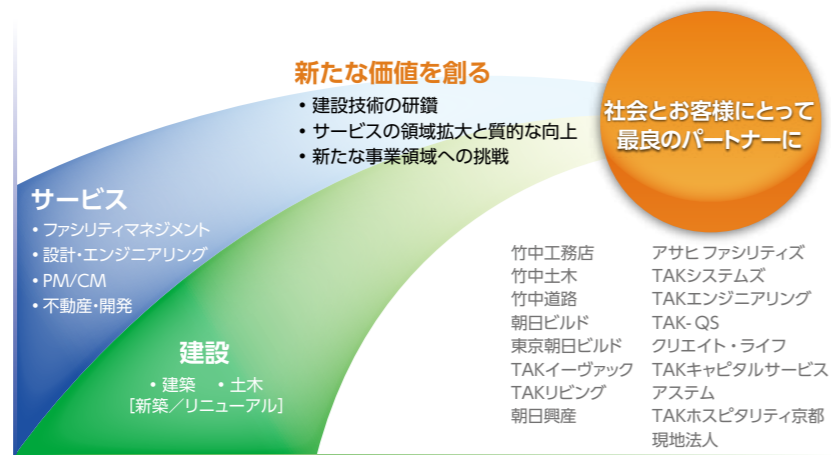 新たな価値を創る
• 建設技術の研鑽
• サービスの領域拡大と質的な向上
• 新たな事業領域への挑戦
社会とお客様にとって
最良のパートナーに
サービス
• ファシリティマネジメント
• 設計・エンジニアリング
• PM/CM
• 不動産・開発
建設
• 建築 • 土木
[新築／リニューアル]
竹中工務店
竹中土木
竹中道路
朝日ビルド
東京朝日ビルド
TAKイーヴァック
TAKリビング
朝日興産
アサヒ ファシリティズ
TAKシステムズ
TAKエンジニアリング
TAK- QS
クリエイト・ライフ
TAKキャピタルサービス
アステム
TAKホスピタリティ京都
現地法人